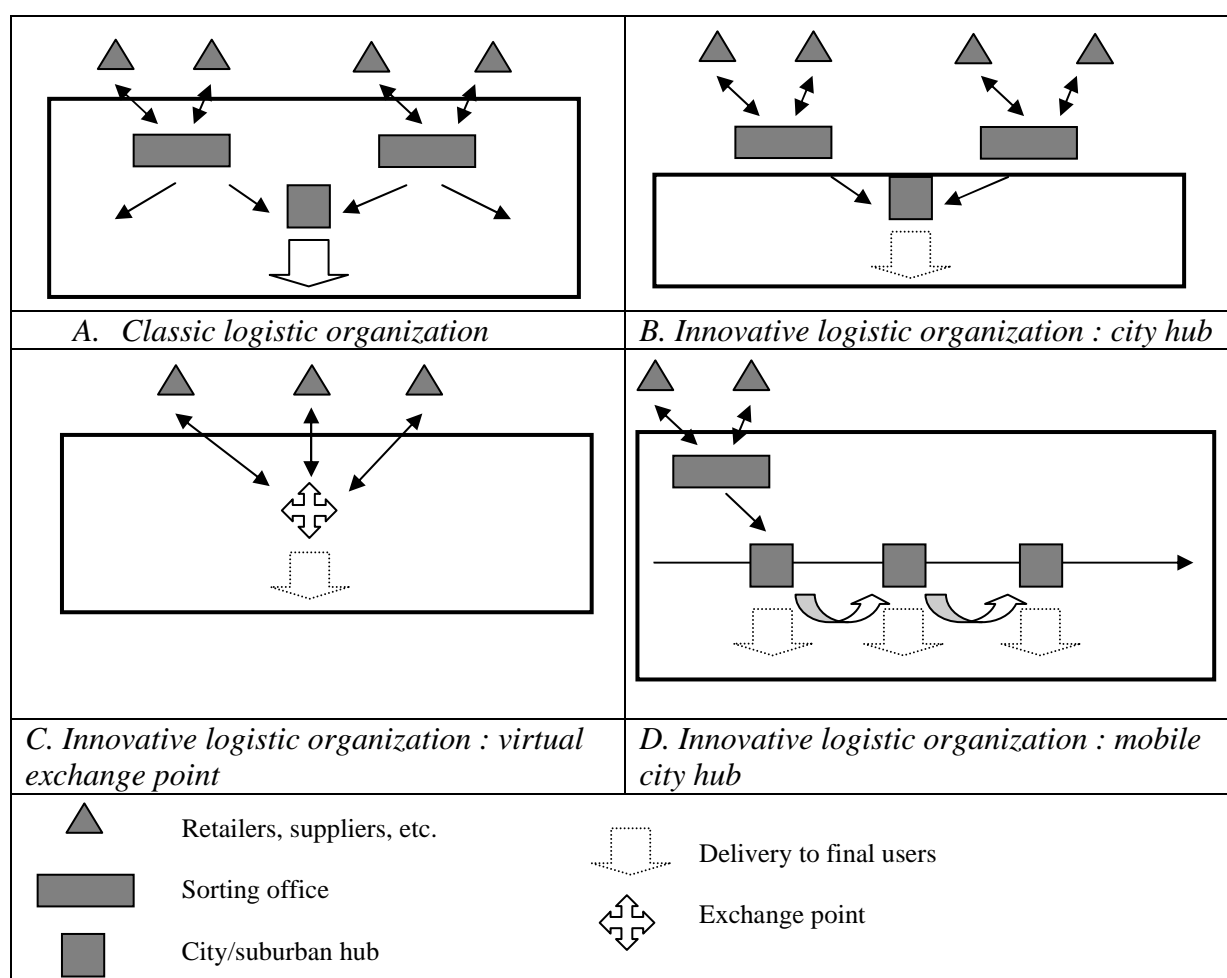 A. Classic logistic organization
B. Innovative logistic organization : city hub
C. Innovative logistic organization : virtual
exchange point
D. Innovative logistic organization : mobile
city hub
Retailers, suppliers, etc.
Sorting office
City/suburban hub
Delivery to final users
Exchange point